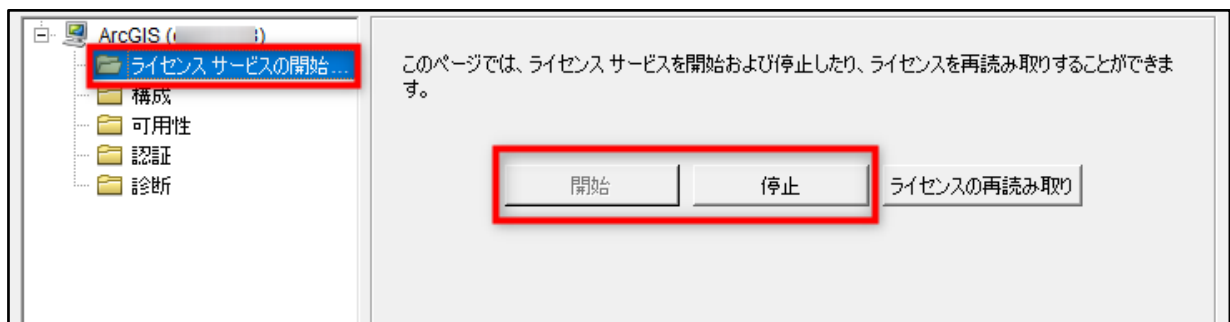 ArcGIS (
ライセンス サービスの開始...
構成
可用性
認証
診断
このページでは、ライセンス サービスを開始および停止したり、ライセンスを再読み取りすることができま
す。
開始
停止
ライセンスの再読み取り